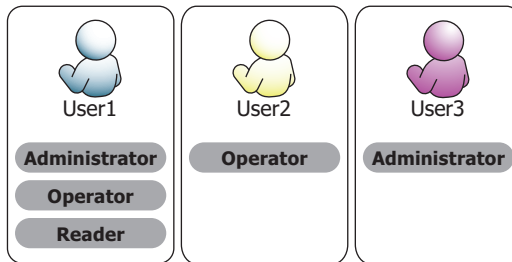 User1
Administrator
Operator
Reader
User2
Operator
User3
Administrator